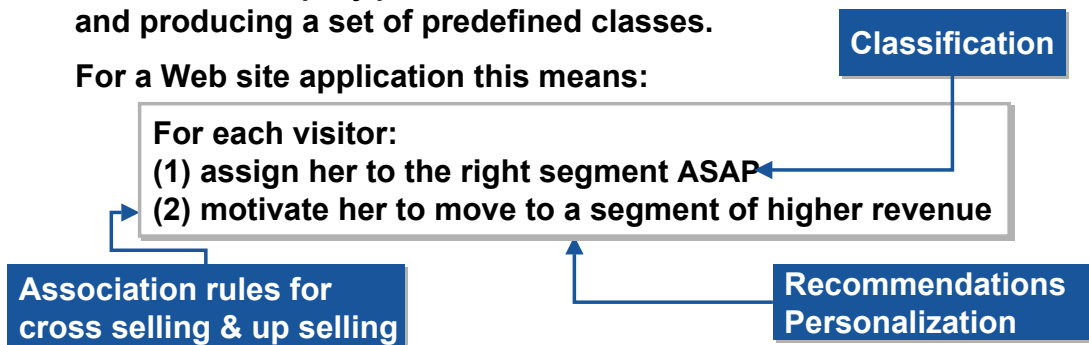 and producing a set of predefined classes.
Classification
For a Web site application this means:
For each visitor:
(1) assign her to the right segment ASAP
(2) motivate her to move to a segment of higher revenue
Association rules for
cross selling & up selling
Recommendations
Personalization